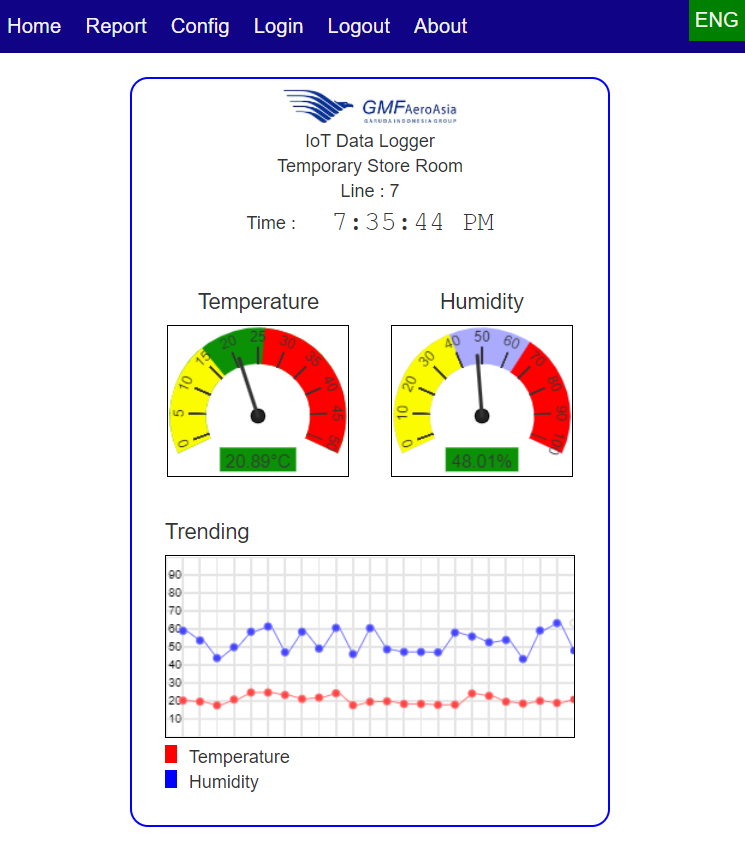 Home Report Config Login Logout About ENG
GMF AeroAsia
GARUDA INDONESIA GROUP
IoT Data Logger
Temporary Store Room
Line : 7
Time : 7:35:44 PM
Temperature Humidity
0 5 10 15 20 25 30 35 40 45 50
20.89°C
0 10 20 30 40 50 60 70 80 90 100
48.01%
Trending
90
80
70
60
50
40
30
20
10
Temperature
Humidity